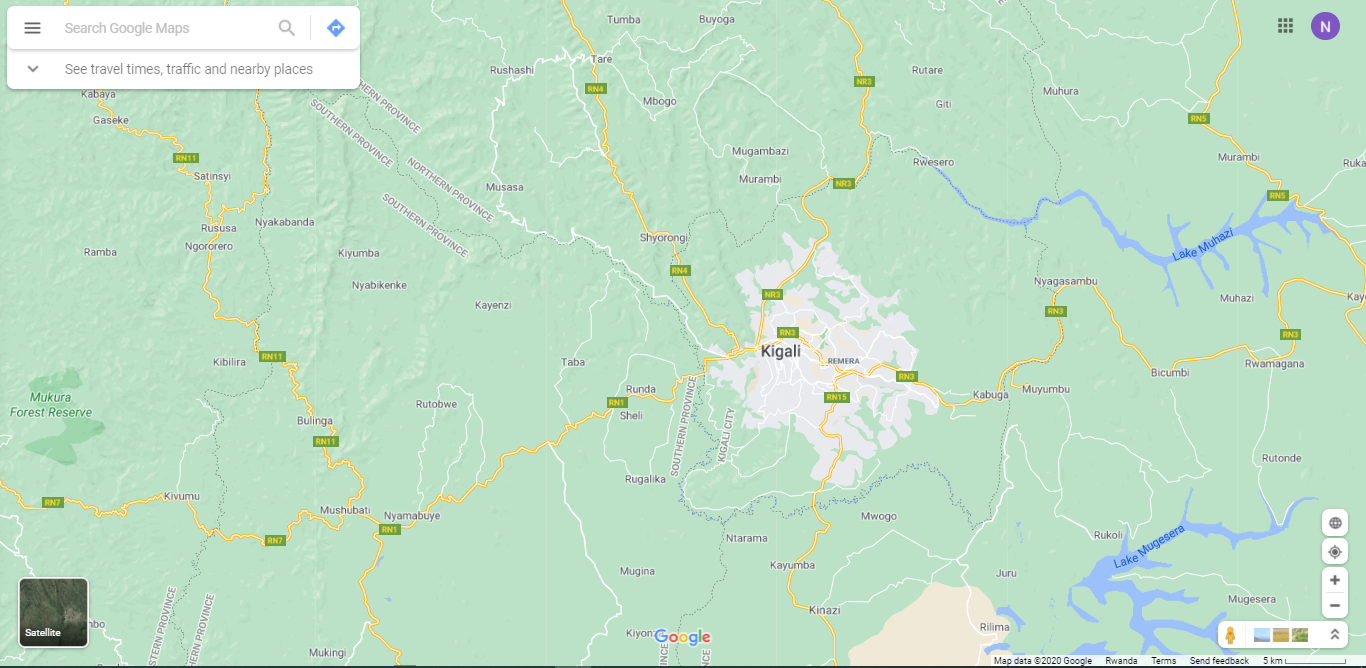 Search Google Maps
See travel times, traffic and nearby places
N
Tumba
Buyoga
Tare
Rushashi
NR3
Rutare
RN4
Mbogo
Giti
Muhura
Kabaya
Gaseke
RN5
RTHERN PROVINCE
SOUTHERN PROVINCE
RN11
Satinsyi
Mugambazi
Murambi
Rwesero
Murambi
Ruka
Musasa
NORTHERN PROVINCE
SOUTHERN PROVINCE
NR3
RN5
Rususa
Nyakabanda
Ngororero
Ramba
Kiyumba
Shyorongi
Lake Muhazi
RN4
Nyabikenke
Kayenzi
NR3
Nyagasambu
RN3
Muhazi
Kay
RN3
RN3
Kigali
REMERA
RN11
Kibilira
Taba
Rwamagana
Bicumbi
RN3
Runda
RN1
Sheli
RN15
Kabuga
Muyumbu
Mukura
Forest Reserve
Rutobwe
Bulinga
RN11
SOUTHERN PROVINCE
KIGALI CITY
Rutonde
Rugalika
RN7
Kivumu
Mushubati
Nyamabuye
RN1
RN7
Mwogo
Ntarama
Rukoli
Lake Mugesera
Mugina
Kayumba
Juru
Mugesera
Kinazi
Rilima
nbo
STERN PROVINCE
HERN PROVINCE
Kiyon
Google
Mukingi
Satellite
Map data ©2020 Google Rwanda Terms Send feedback 5 km